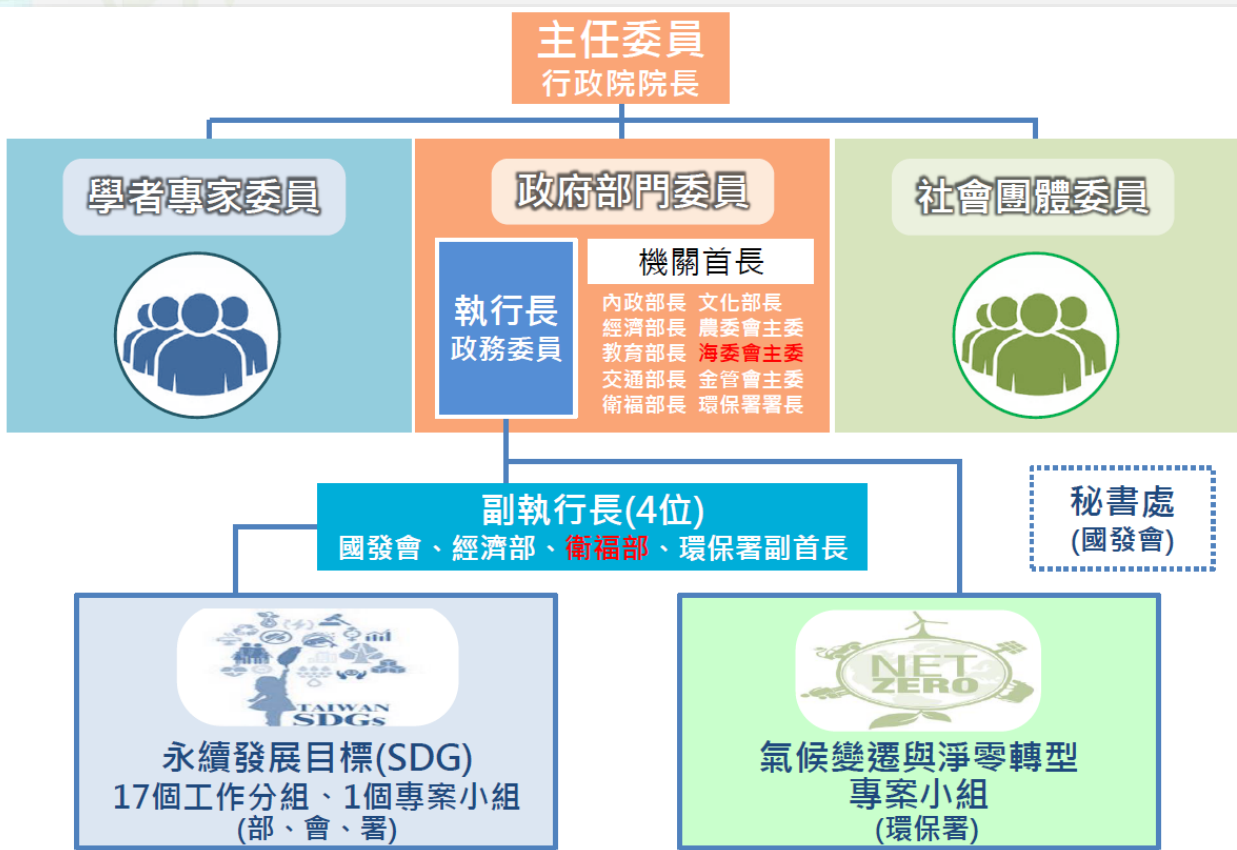 主任委員
行政院院長
學者專家委員
政府部門委員
社會團體委員
執行長
政務委員
機關首長
內政部長 文化部長
經濟部長 農委會主委
教育部長 海委會主委
交通部長 金管會主委
衛福部長 環保署署長
副執行長(4位)
國發會、經濟部、衛福部、環保署副首長
秘書處
(國發會)
TAIWAN
SDGs
永續發展目標(SDG)
17個工作分組、1個專案小組
(部、會、署)
NET
ZERO
氣候變遷與淨零轉型
專案小組
(環保署)